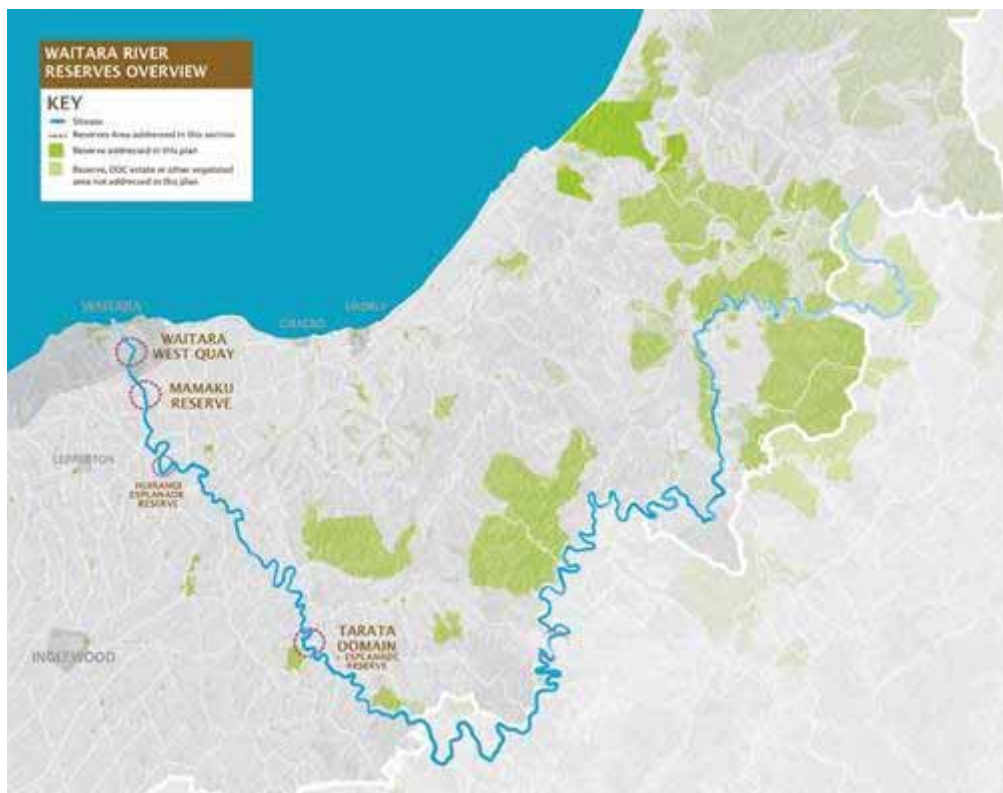 WAITARA RIVER
RESERVES OVERVIEW
KEY
Stream
Reserves Area addressed in this section
Reserve addressed in this plan
Reserve, DOC estate or other vegetated
area not addressed in this plan
WAITARA
WAITARA
WEST QUAY
MAMAKU
RESERVE
LEPPERTON
HUIRANGI
ESPLANADE
RESERVE
ONAERO
TARATA
DOMAIN
ESPLANADE
RESERVE
INGLEWOOD